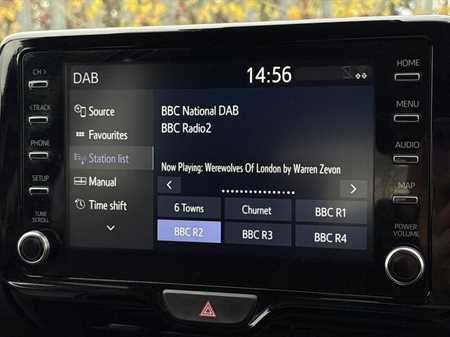 DAB
14:56
HOME
CH >
< TRACK
PHONE
SETUP
TUNE
SCROLL
Source
Favourites
Station list
Manual
Time shift
BBC National DAB
BBC Radio2
Now Playing: Werewolves Of London by Warren Zevon
6 Towns
Churnet
BBC R1
BBC R2
BBC R3
BBC R4
MENU
AUDIO
MAP
POWER
VOLUME